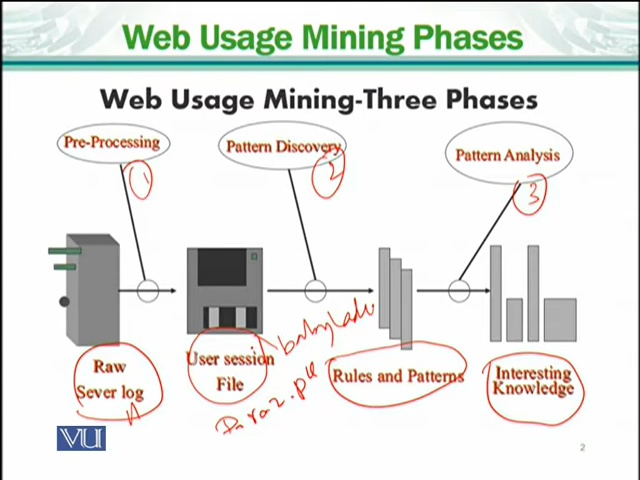 Web Usage Mining Phases
Web Usage Mining-Three Phases
Pre-Processing
Pattern Discovery
Pattern Analysis
1
2
3
Raw
Sever log
User session
File
Rules and Patterns
Interesting
Knowledge
VU
2